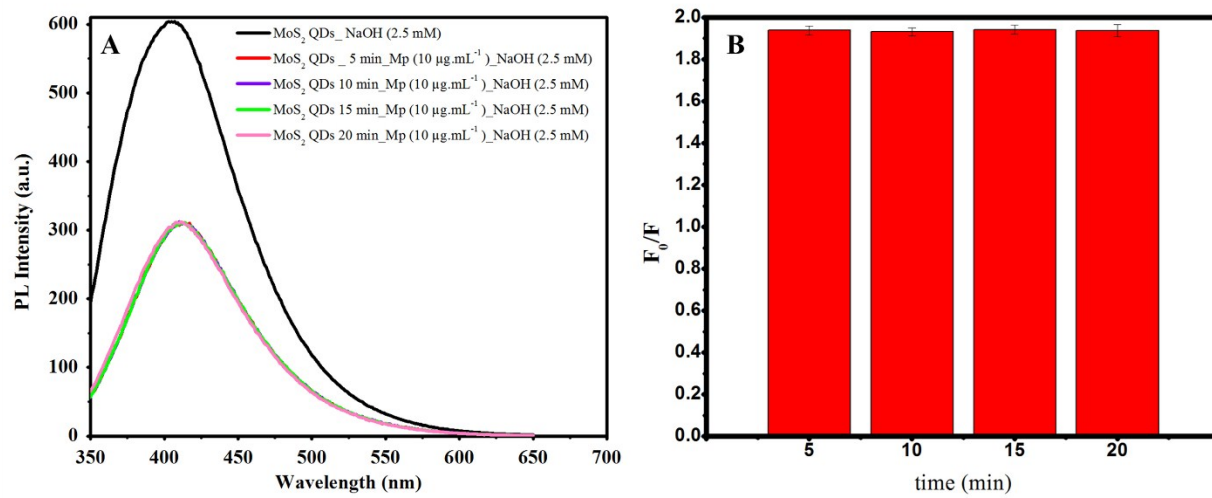 A
MoS₂ QDs_ NaOH (2.5 mM)
MoS₂ QDs _ 5 min_Mp (10 µg.mL⁻¹ )_NaOH (2.5 mM)
MoS₂ QDs 10 min_Mp (10 µg.mL⁻¹ )_NaOH (2.5 mM)
MoS₂ QDs 15 min_Mp (10 µg.mL⁻¹ )_NaOH (2.5 mM)
MoS₂ QDs 20 min_Mp (10 µg.mL⁻¹ )_NaOH (2.5 mM)
PL Intensity (a.u.)
600
500
400
300
200
100
0
350 400 450 500 550 600 650 700
Wavelength (nm)
B
F₀/F
2.0
1.8
1.6
1.4
1.2
1.0
0.8
0.6
0.4
0.2
0.0
5 10 15 20
time (min)